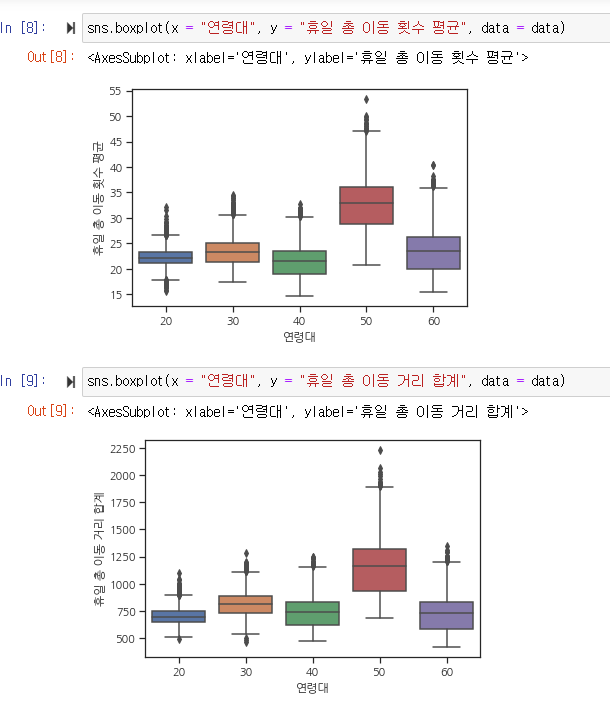 In [8]:
sns.boxplot(x = "연령대", y = "휴일 총 이동 횟수 평균", data = data)
Out[8]: <AxesSubplot: xlabel='연령대', ylabel='휴일 총 이동 횟수 평균'>
휴일 총 이동 횟수 평균
55
50
45
40
35
30
25
20
15
20 30 40 50 60
연령대
In [9]:
sns.boxplot(x = "연령대", y = "휴일 총 이동 거리 합계", data = data)
Out[9]: <AxesSubplot: xlabel='연령대', ylabel='휴일 총 이동 거리 합계'>
휴일 총 이동 거리 합계
2250
2000
1750
1500
1250
1000
750
500
20 30 40 50 60
연령대